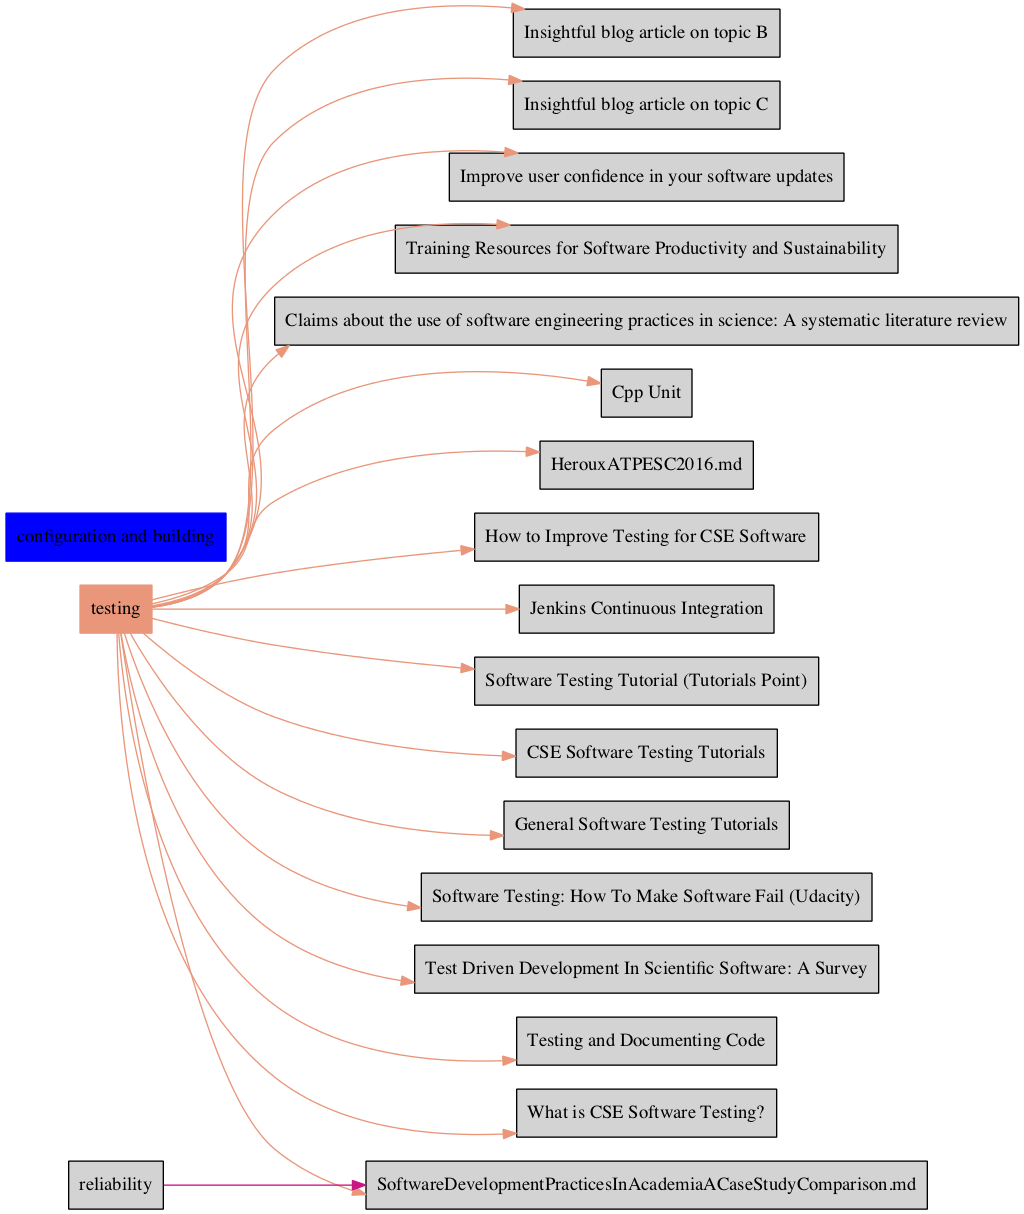 Insightful blog article on topic B
Insightful blog article on topic C
Improve user confidence in your software updates
Training Resources for Software Productivity and Sustainability
Claims about the use of software engineering practices in science: A systematic literature review
Cpp Unit
HerouxATPESC2016.md
How to Improve Testing for CSE Software
configuration and building
testing
Jenkins Continuous Integration
Software Testing Tutorial (Tutorials Point)
CSE Software Testing Tutorials
General Software Testing Tutorials
Software Testing: How To Make Software Fail (Udacity)
Test Driven Development In Scientific Software: A Survey
Testing and Documenting Code
What is CSE Software Testing?
reliability
SoftwareDevelopmentPracticesInAcademiaACaseStudyComparison.md